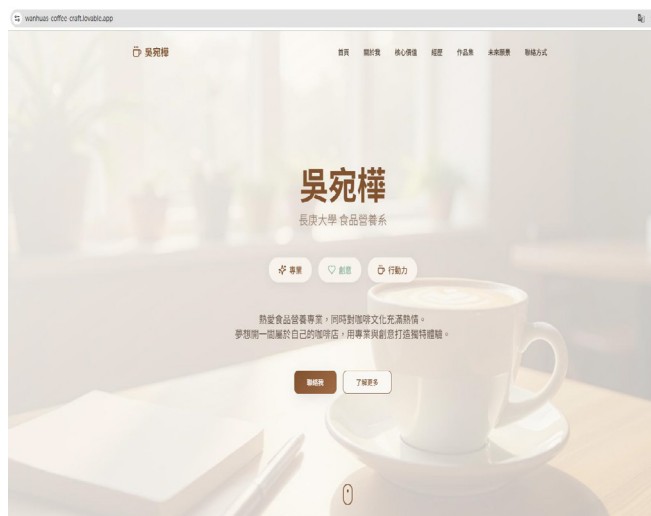 wanhuas-coffee-craft.lovable.app
吳宛樺
首頁 關於我 核心價值 經歷 作品集 未來願景 聯絡方式
吳宛樺
長庚大學 食品營養系
專業 創意 行動力
熱愛食品營養專業,同時對咖啡文化充滿熱情。
夢想開一間屬於自己的咖啡店,用專業與創意打造獨特體驗。
聯絡我 了解更多